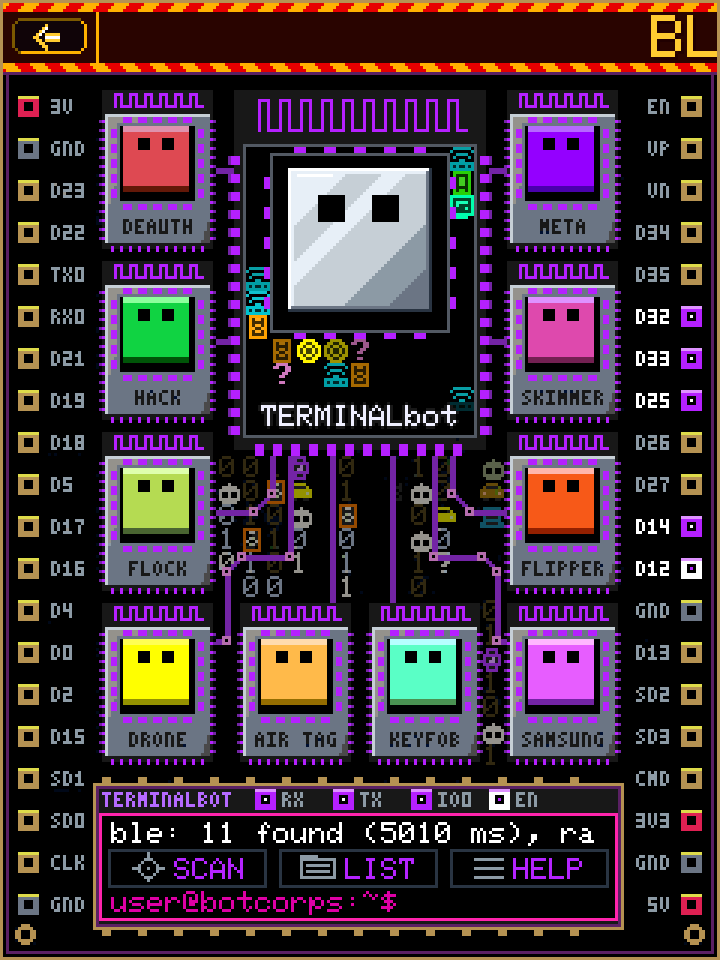 BL
3V
GND
D23
D22
TX0
RX0
D21
D19
D18
D5
D17
D16
D4
D0
D2
D15
SD1
SD0
CLK
GND
EN
VP
VN
D34
D35
D32
D33
D25
D26
D27
D14
D12
GND
D13
SD2
SD3
CMD
3V3
GND
5V
DEAUTH
META
HACK
SKIMMER
TERMINALbot
FLOCK
FLIPPER
DRONE
AIR TAG
KEYFOB
SAMSUNG
TERMINALBOT RX TX IO0 EN
ble: 11 found (5010 ms), ra
SCAN LIST HELP
user@botcorps:~$